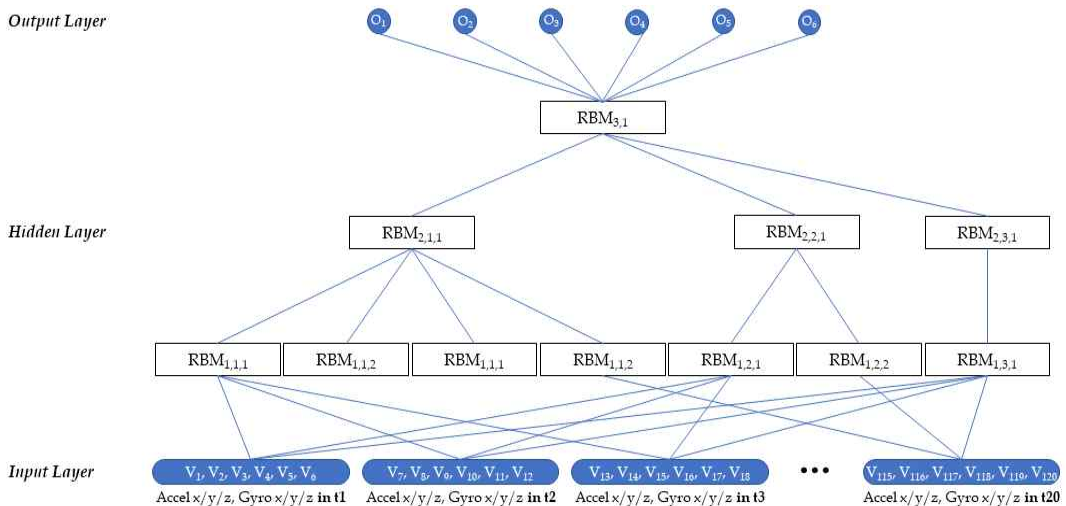 Output Layer
O1 O2 O3 O4 O5 O6
RBM3,1
Hidden Layer
RBM2,1,1 RBM2,2,1 RBM2,3,1
RBM1,1,1 RBM1,1,2 RBM1,1,1 RBM1,1,2 RBM1,2,1 RBM1,2,2 RBM1,3,1
Input Layer
V1, V2, V3, V4, V5, V6 V7, V8, V9, V10, V11, V12 V13, V14, V15, V16, V17, V18 ••• V115, V116, V117, V118, V119, V120
Accel x/y/z, Gyro x/y/z in t1 Accel x/y/z, Gyro x/y/z in t2 Accel x/y/z, Gyro x/y/z in t3 Accel x/y/z, Gyro x/y/z in t20